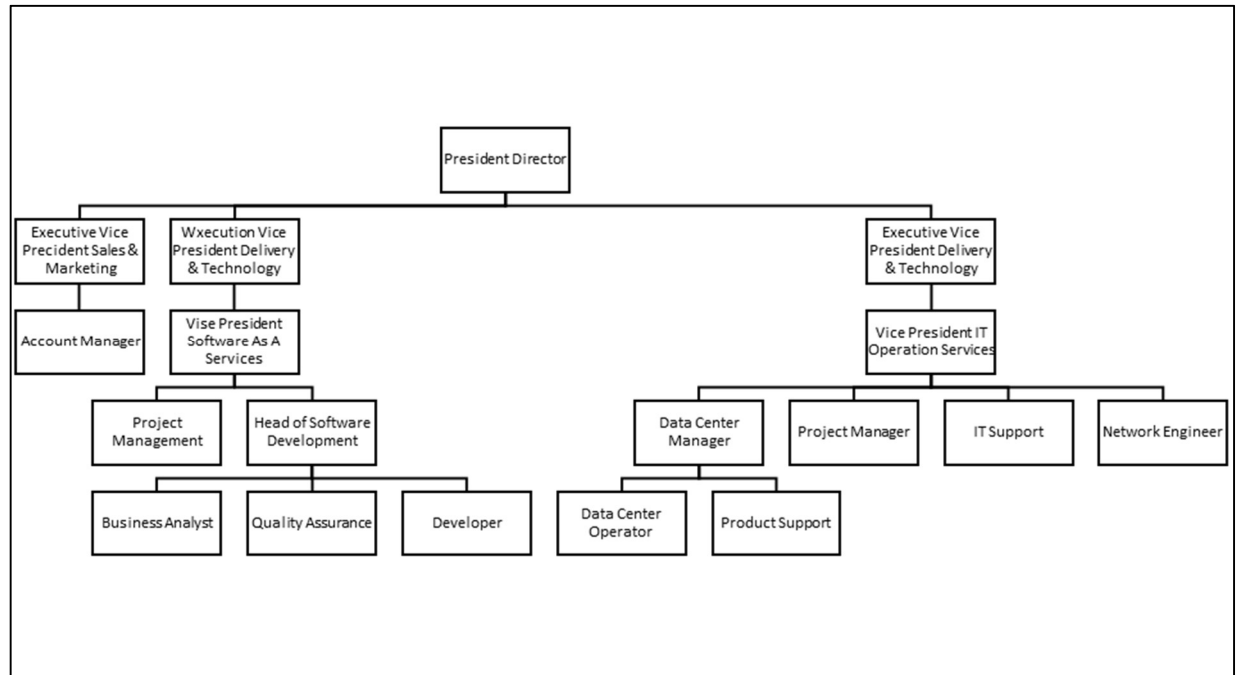 President Director
Executive Vice
Precident Sales &
Marketing
Wxecution Vice
President Delivery
& Technology
Executive Vice
President Delivery
& Technology
Account Manager
Vise President
Software As A
Services
Vice President IT
Operation Services
Project
Management
Head of Software
Development
Data Center
Manager
Project Manager
IT Support
Network Engineer
Business Analyst
Quality Assurance
Developer
Data Center
Operator
Product Support